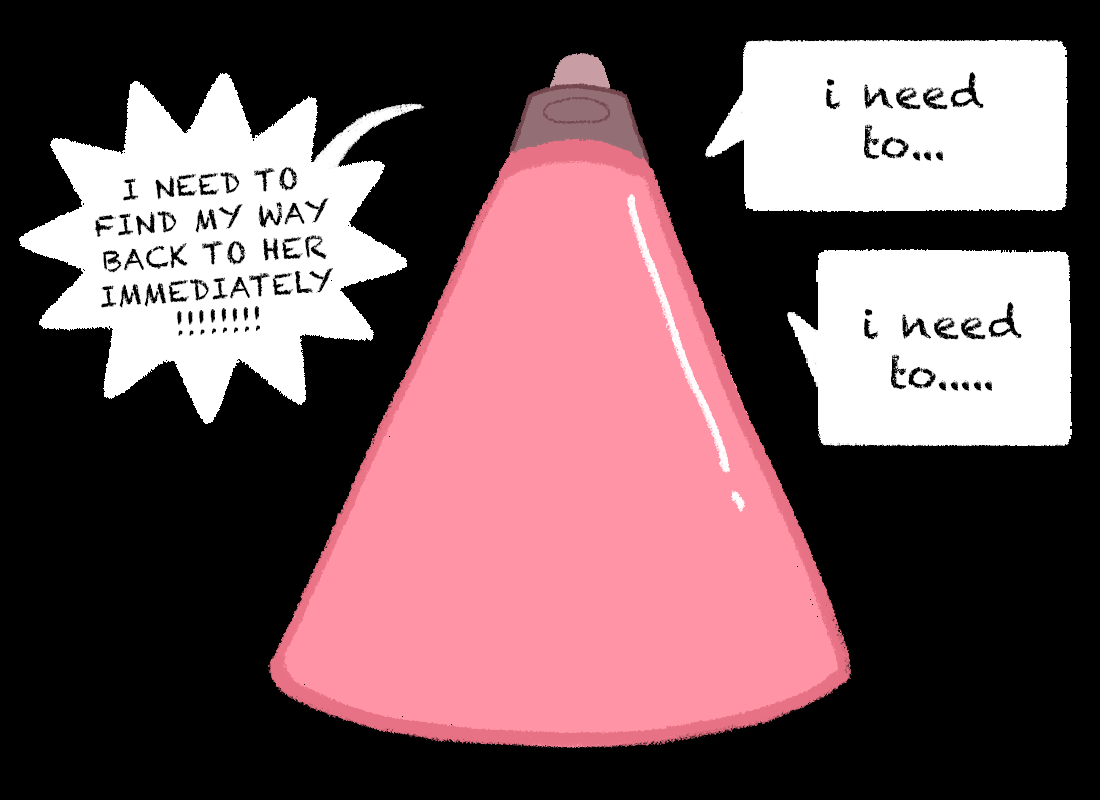 i need
to...
i need
to.....
I NEED TO
FIND MY WAY
BACK TO HER
IMMEDIATELY
!!!!!!!!